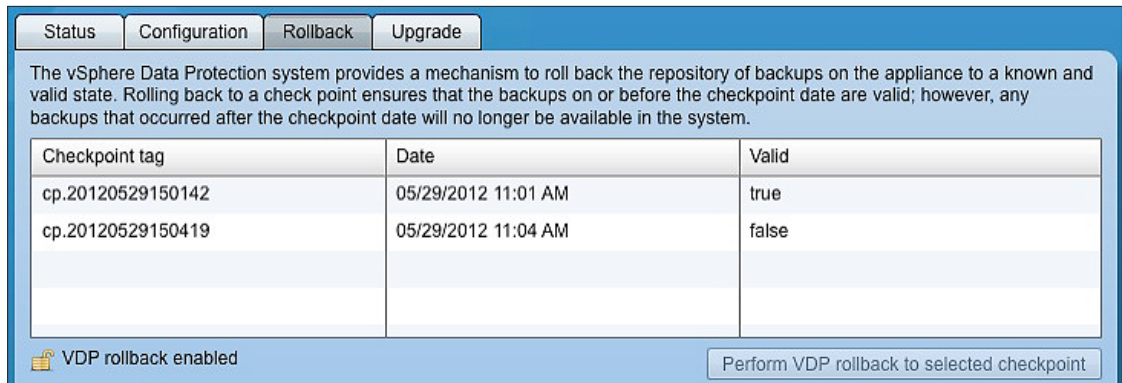 Status Configuration Rollback Upgrade
The vSphere Data Protection system provides a mechanism to roll back the repository of backups on the appliance to a known and
valid state. Rolling back to a check point ensures that the backups on or before the checkpoint date are valid; however, any
backups that occurred after the checkpoint date will no longer be available in the system.
Checkpoint tag Date Valid
cp.20120529150142 05/29/2012 11:01 AM true
cp.20120529150419 05/29/2012 11:04 AM false
VDP rollback enabled Perform VDP rollback to selected checkpoint